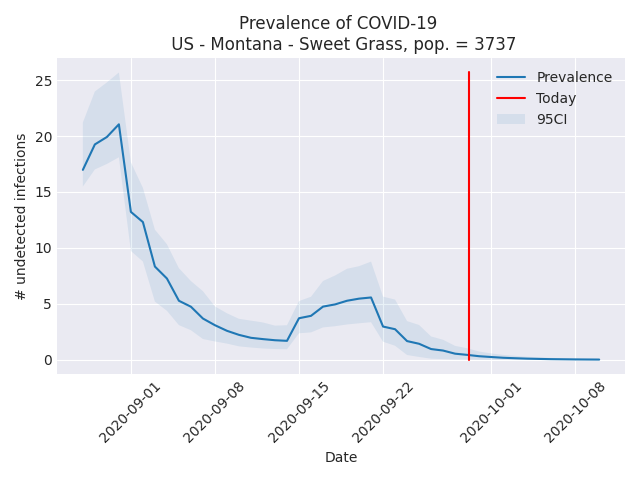 Prevalence of COVID-19
US - Montana - Sweet Grass, pop. = 3737
Prevalence
Today
95CI
25
20
15
10
5
0
# undetected infections
2020-09-01
2020-09-08
2020-09-15
2020-09-22
2020-10-01
2020-10-08
Date